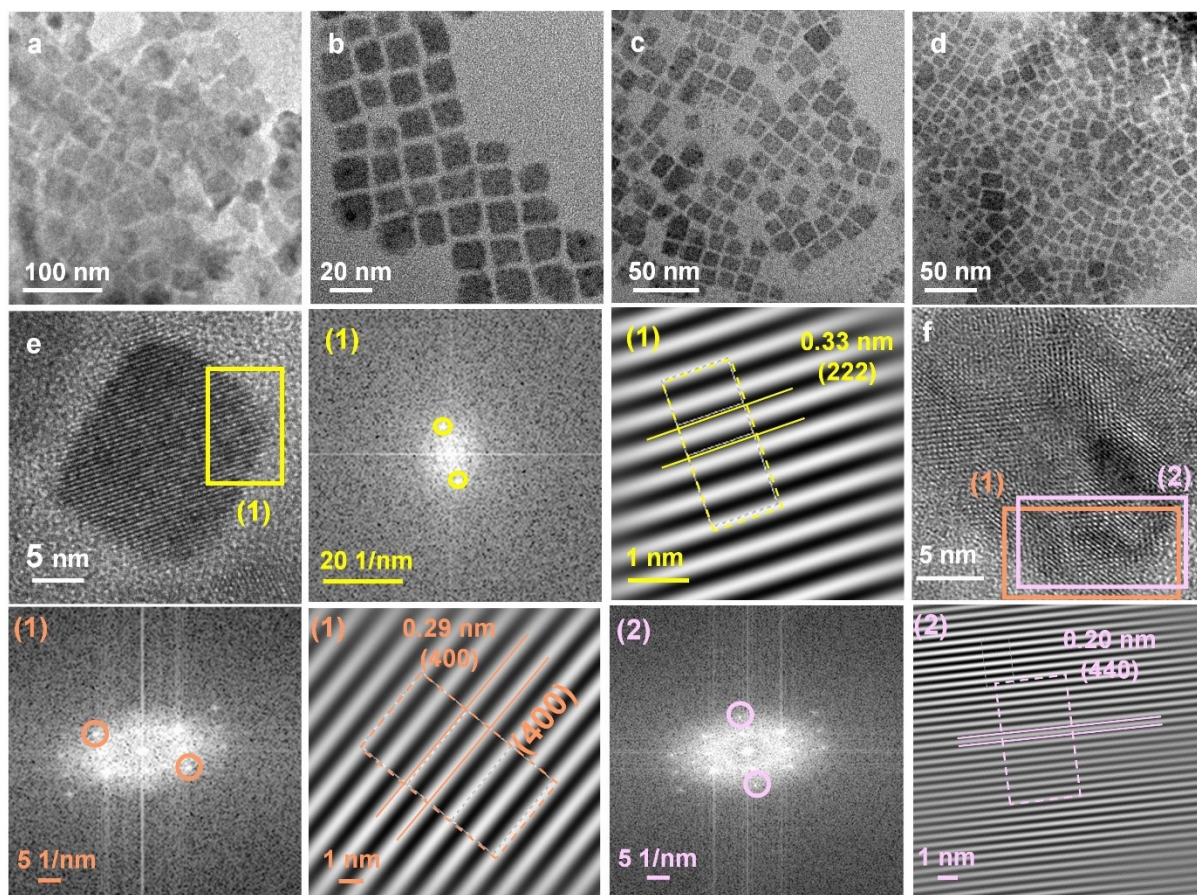 a
100 nm
b
20 nm
c
50 nm
d
50 nm
e
(1)
5 nm
(1)
20 1/nm
(1)
0.33 nm
(222)
1 nm
f
(1)
(2)
5 nm
(1)
5 1/nm
(1)
0.29 nm
(400)
(400)
1 nm
(2)
5 1/nm
(2)
0.20 nm
(440)
1 nm